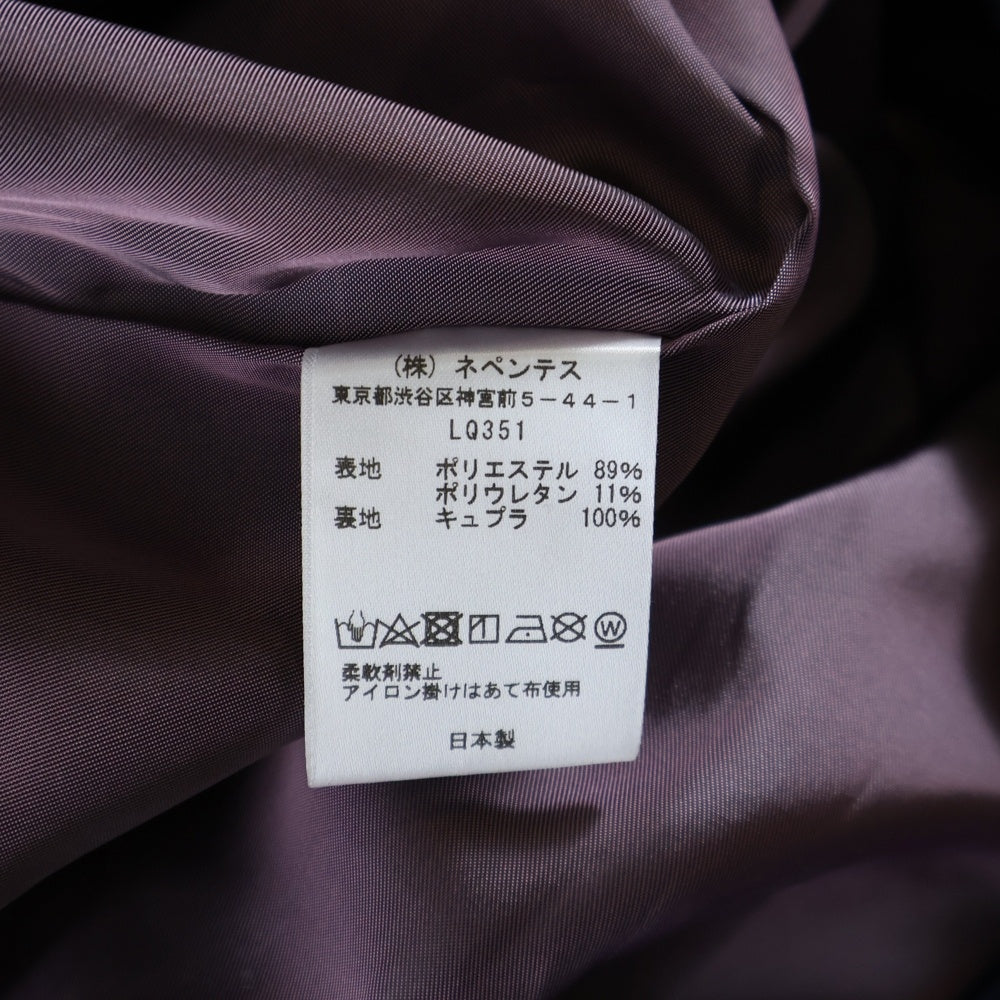 (株) ネペンテス
東京都渋谷区神宮前5-44-1
LQ351
表地 ポリエステル 89%
ポリウレタン 11%
裏地 キュプラ 100%
W
柔軟剤禁止
アイロン掛けはあて布使用
日本製